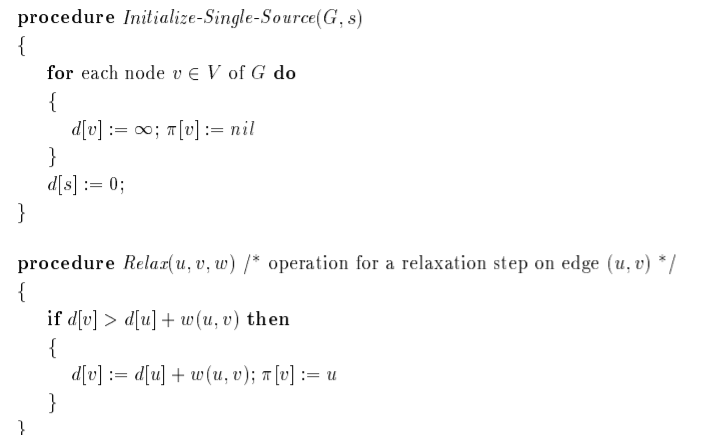 procedure Initialize-Single-Source(G, s)
{
for each node v ∈ V of G do
{
d[v] := ∞; π[v] := nil
}
d[s] := 0;
}
procedure Relax(u, v, w) /* operation for a relaxation step on edge (u, v) */
{
if d[v] > d[u] + w(u, v) then
{
d[v] := d[u] + w(u, v); π[v] := u
}
}